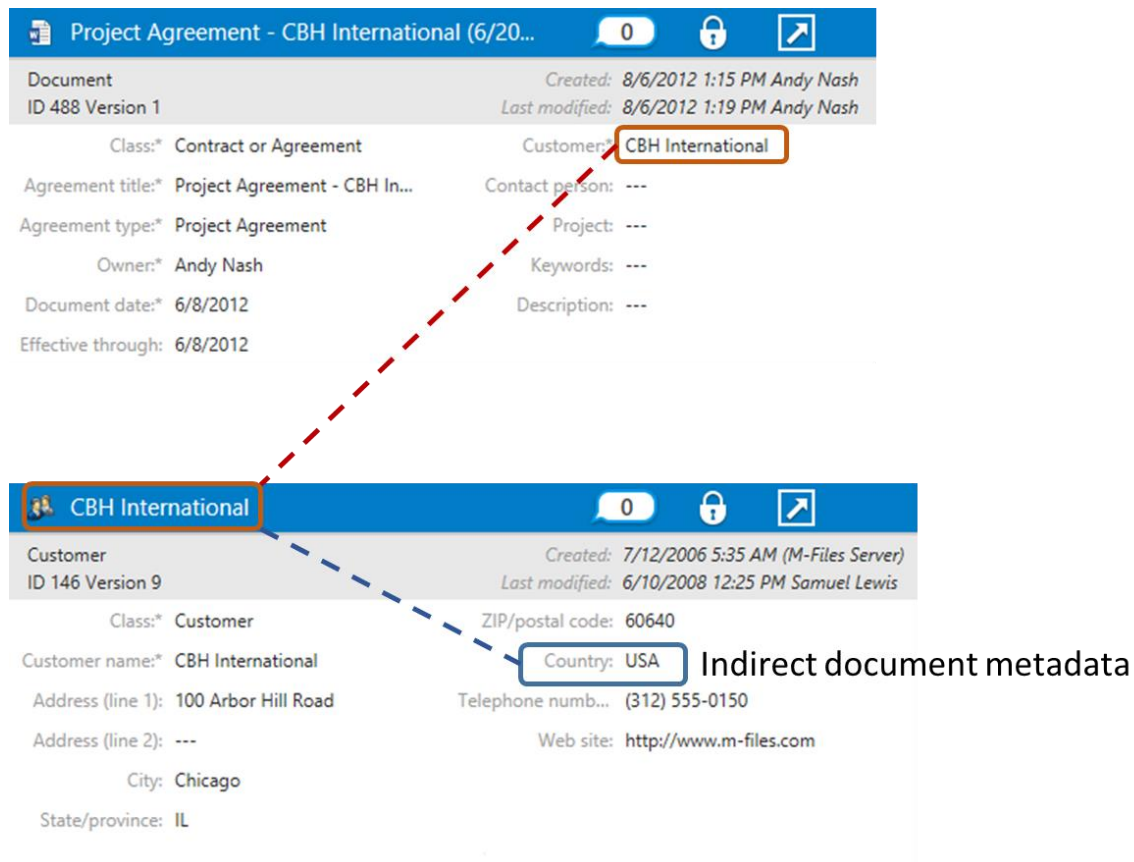 Project Agreement - CBH International (6/20...
0
Document
Created: 8/6/2012 1:15 PM Andy Nash
ID 488 Version 1
Last modified: 8/6/2012 1:19 PM Andy Nash
Class:* Contract or Agreement
Customer:* CBH International
Agreement title:* Project Agreement - CBH In...
Contact person: ---
Agreement type:* Project Agreement
Project: ---
Owner:* Andy Nash
Keywords: ---
Document date:* 6/8/2012
Description: ---
Effective through: 6/8/2012
CBH International
0
Customer
Created: 7/12/2006 5:35 AM (M-Files Server)
ID 146 Version 9
Last modified: 6/10/2008 12:25 PM Samuel Lewis
Class:* Customer
ZIP/postal code: 60640
Customer name:* CBH International
Country: USA
Indirect document metadata
Address (line 1): 100 Arbor Hill Road
Telephone numb... (312) 555-0150
Address (line 2): ---
Web site: http://www.m-files.com
City: Chicago
State/province: IL